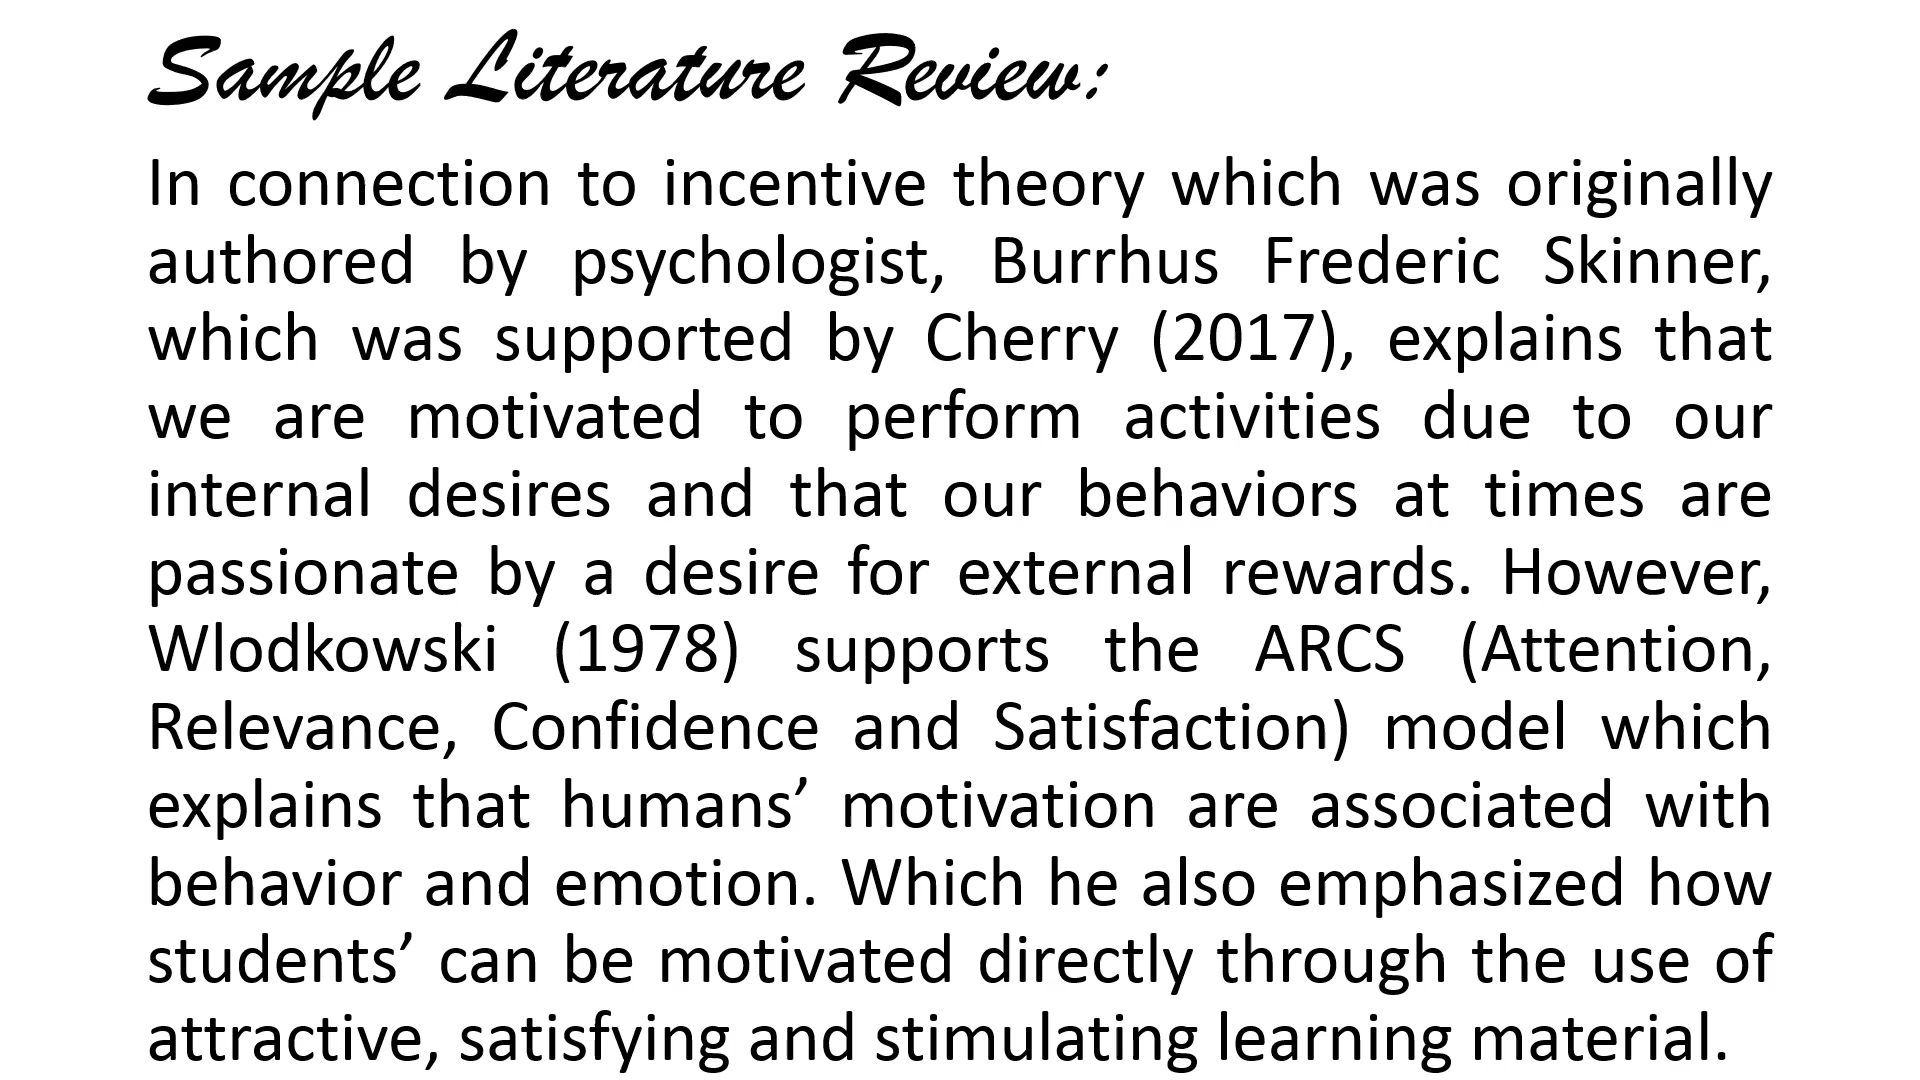 Sample Literature Review:
In connection to incentive theory which was originally
authored by psychologist, Burrhus Frederic Skinner,
which was supported by Cherry (2017), explains that
we are motivated to perform activities due to our
internal desires and that our behaviors at times are
passionate by a desire for external rewards. However,
Wlodkowski (1978) supports the ARCS (Attention,
Relevance, Confidence and Satisfaction) model which
explains that humans’ motivation are associated with
behavior and emotion. Which he also emphasized how
students’ can be motivated directly through the use of
attractive, satisfying and stimulating learning material.